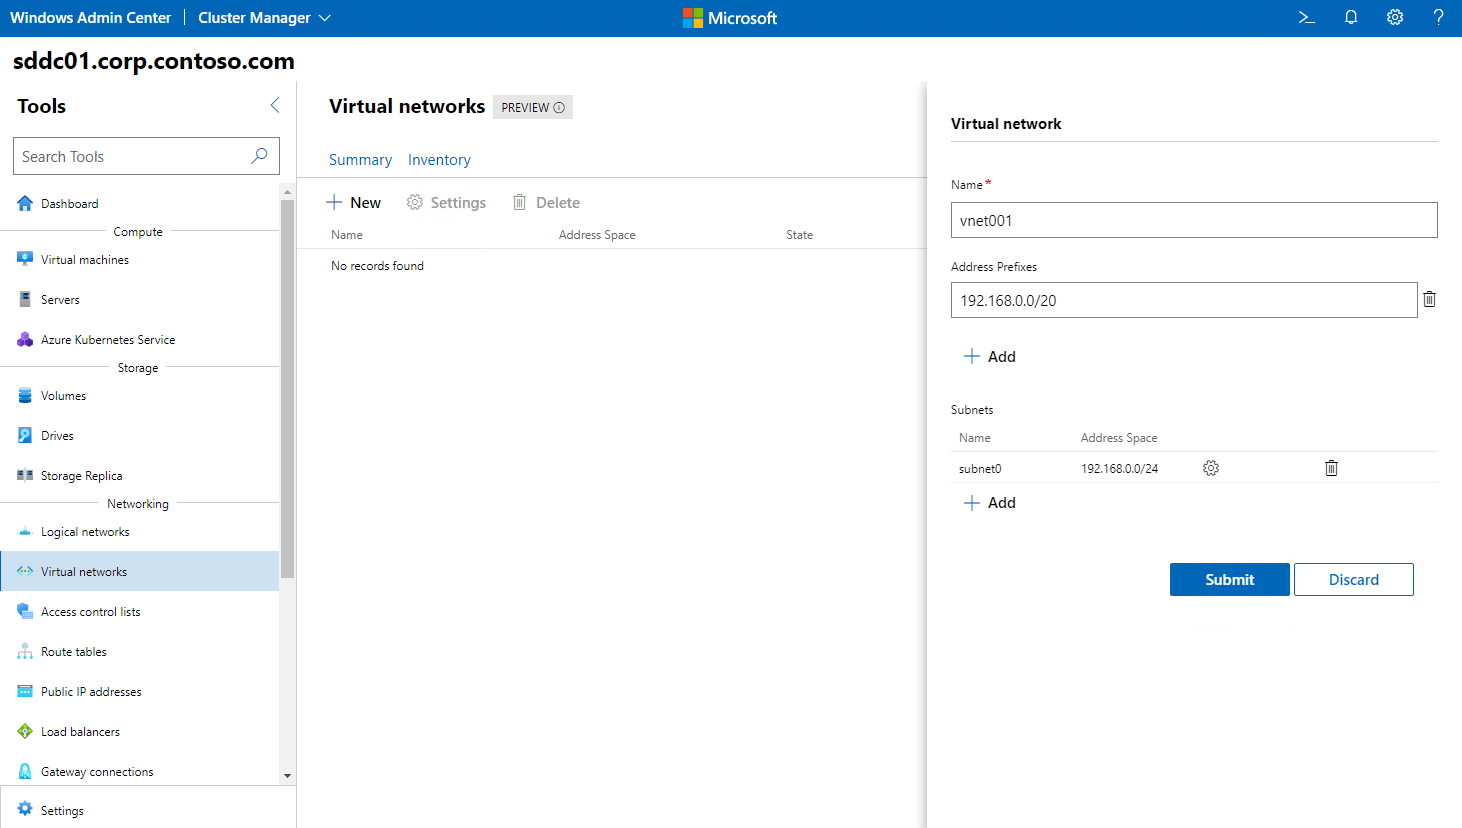 Windows Admin Center | Cluster Manager
Microsoft
sddc01.corp.contoso.com
Tools
Search Tools
Dashboard
Compute
Virtual machines
Servers
Azure Kubernetes Service
Storage
Volumes
Drives
Storage Replica
Networking
Logical networks
Virtual networks
Access control lists
Route tables
Public IP addresses
Load balancers
Gateway connections
Settings
Virtual networks PREVIEW
Summary Inventory
New Settings Delete
Name Address Space State
No records found
Virtual network
Name*
vnet001
Address Prefixes
192.168.0.0/20
Add
Subnets
Name Address Space
subnet0 192.168.0.0/24
Add
Submit Discard